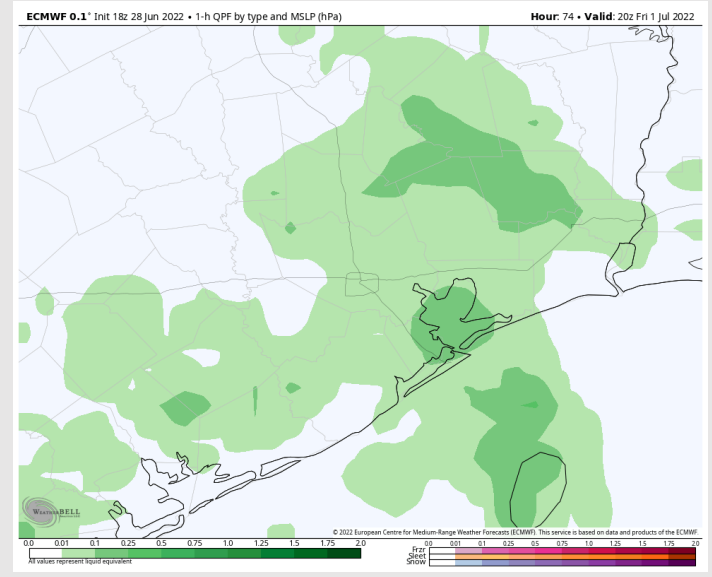 ECMWF 0.1° Init 18z 28 Jun 2022 • 1-h QPF by type and MSLP (hPa)
Hour: 74 • Valid: 20z Fri 1 Jul 2022
WEATHERBELL
© 2022 European Centre for Medium-Range Weather Forecasts (ECMWF). This service is based on data and products of the ECMWF.
0.0 0.01 0.1 0.25 0.5 0.75 1.0 1.25 1.5 1.75 2.0
All values represent liquid equivalent
0.0 0.01 0.1 0.25 0.5 0.75 1.0 1.25 1.5 1.75 2.0
Frzr
Sleet
Snow